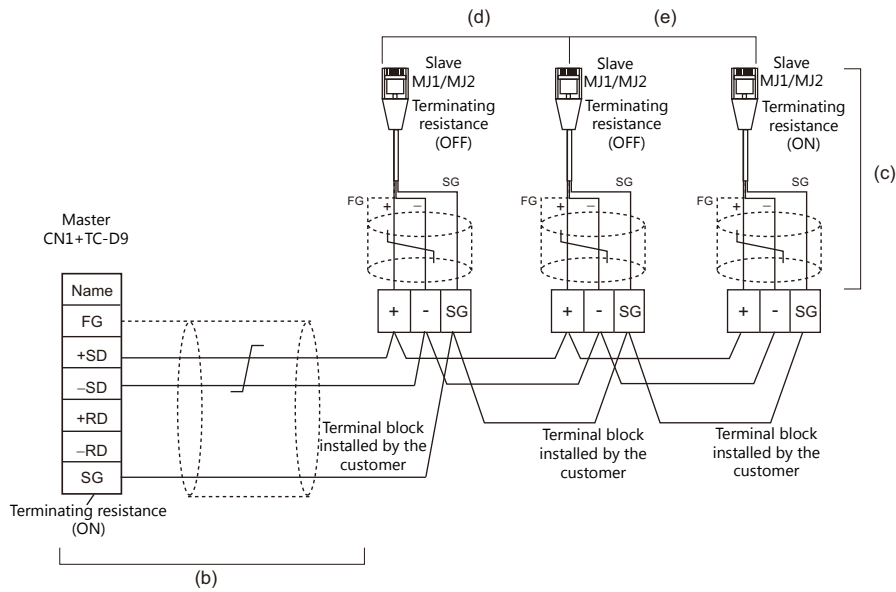 (d)
(e)
Slave
MJ1/MJ2
Terminating
resistance
(OFF)
Slave
MJ1/MJ2
Terminating
resistance
(OFF)
Slave
MJ1/MJ2
Terminating
resistance
(ON)
(c)
SG
FG
+
−
SG
FG
+
−
SG
FG
+
−
Master
CN1+TC-D9
Name
FG
+SD
−SD
+RD
−RD
SG
Terminating resistance
(ON)
+
-
SG
+
-
SG
+
-
SG
Terminal block
installed by the
customer
Terminal block
installed by the
customer
Terminal block
installed by the
customer
(b)